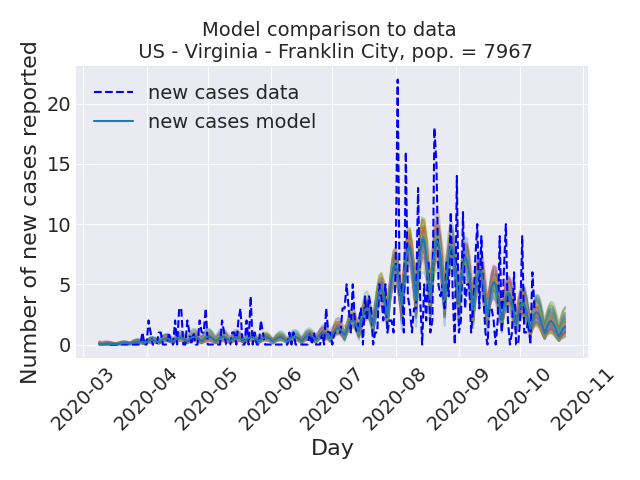 Model comparison to data
US - Virginia - Franklin City, pop. = 7967
Number of new cases reported
20
15
10
5
0
new cases data
new cases model
2020-03
2020-04
2020-05
2020-06
2020-07
2020-08
2020-09
2020-10
2020-11
Day